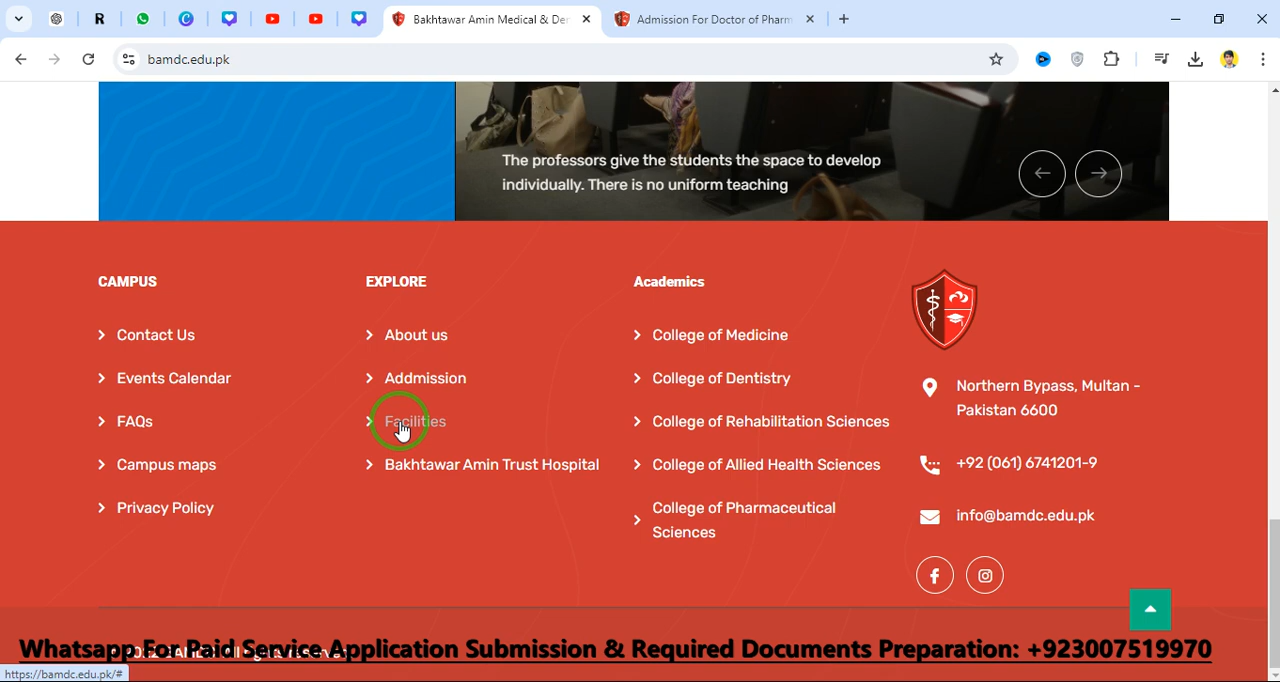 Bakhtawar Amin Medical & De
Admission For Doctor of Pharm
bamdc.edu.pk
The professors give the students the space to develop
individually. There is no uniform teaching
CAMPUS
Contact Us
Events Calendar
FAQs
Campus maps
Privacy Policy
EXPLORE
About us
Addmission
Facilities
Bakhtawar Amin Trust Hospital
Academics
College of Medicine
College of Dentistry
College of Rehabilitation Sciences
College of Allied Health Sciences
College of Pharmaceutical
Sciences
Northern Bypass, Multan -
Pakistan 6600
+92 (061) 6741201-9
info@bamdc.edu.pk
Whatsapp For Paid Service Application Submission & Required Documents Preparation: +923007519970
https://bamdc.edu.pk/#